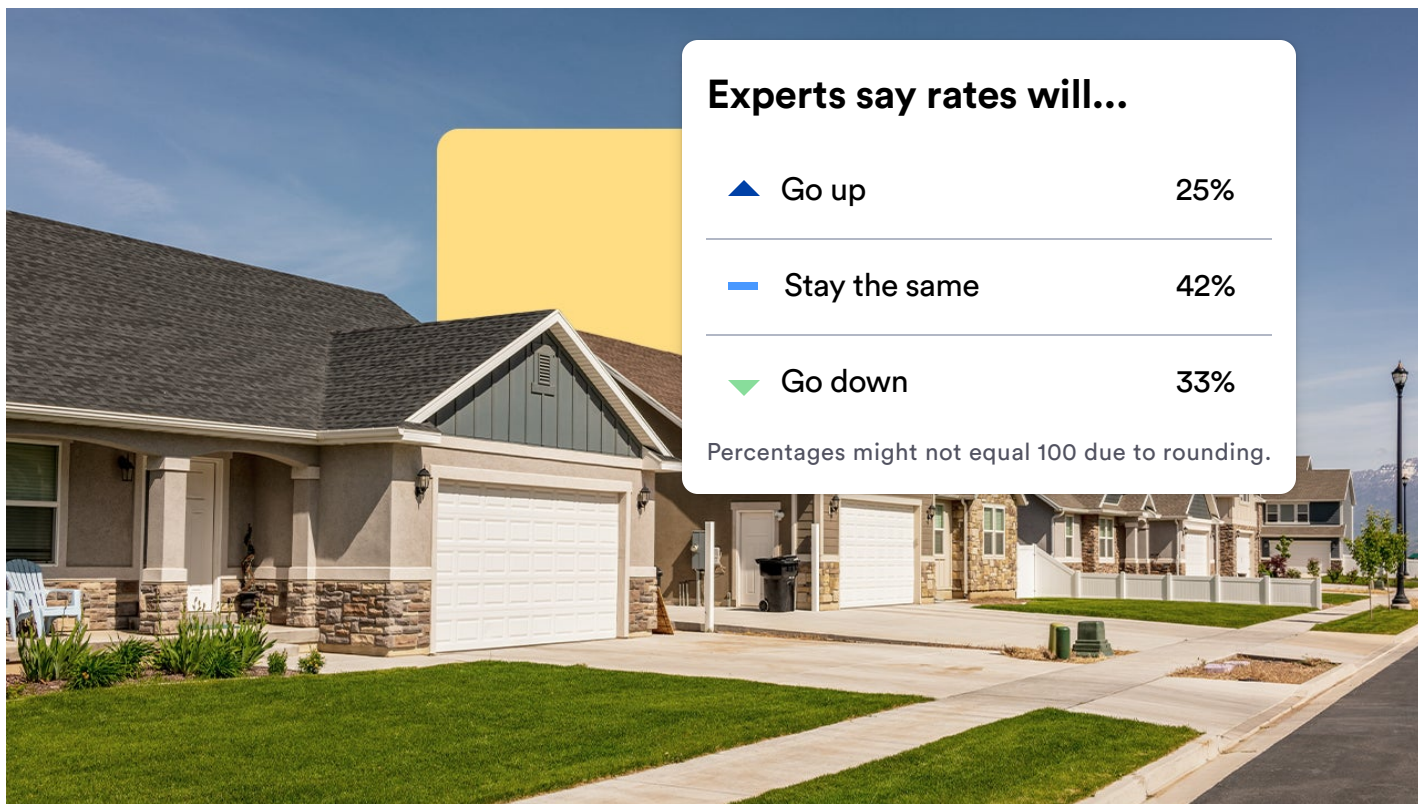 Experts say rates will...
Go up 25%
Stay the same 42%
Go down 33%
Percentages might not equal 100 due to rounding.